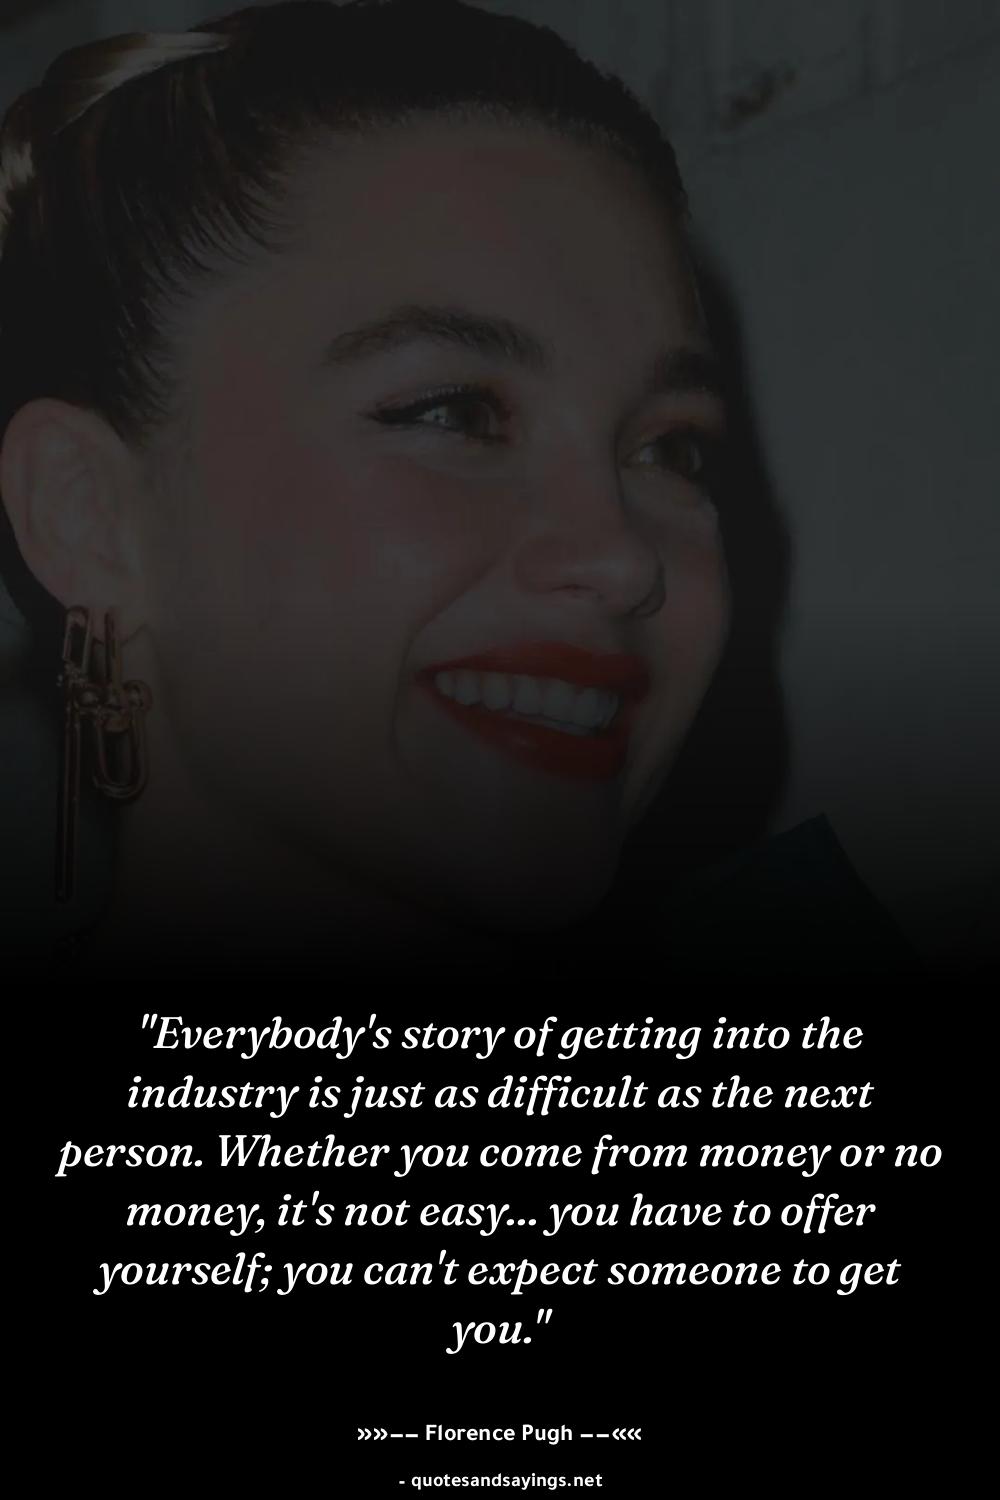 "Everybody's story of getting into the
industry is just as difficult as the next
person. Whether you come from money or no
money, it's not easy... you have to offer
yourself; you can't expect someone to get
you."
»»–– Florence Pugh ––««
- quotesandsayings.net